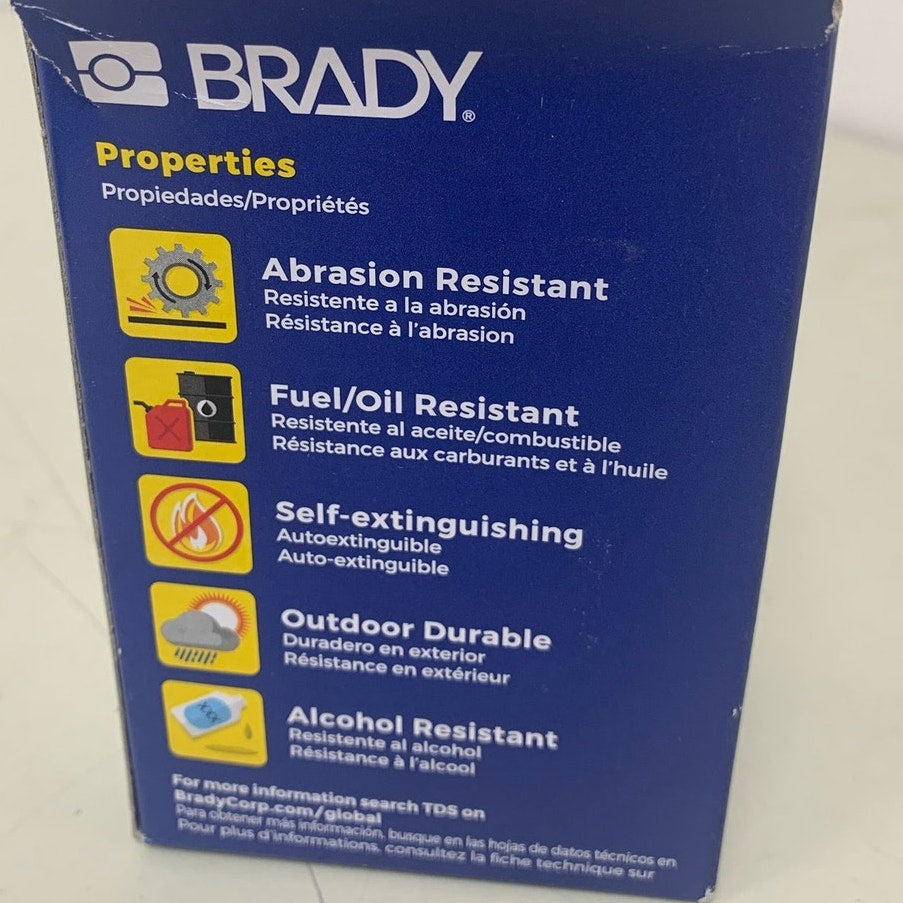 BRADY®
Properties
Propiedades/Propriétés
Abrasion Resistant
Resistente a la abrasión
Résistance à l'abrasion
Fuel/Oil Resistant
Resistente al aceite/combustible
Résistance aux carburants et à l'huile
Self-extinguishing
Autoextinguible
Auto-extinguible
Outdoor Durable
Duradero en exterior
Résistance en extérieur
XXX
Alcohol Resistant
Resistente al alcohol
Résistance à l'alcool
For more information search TDS on
BradyCorp.com/global
Para obtener más información, busque en las hojas de datos técnicos en
Pour plus d'informations, consultez la fiche technique sur